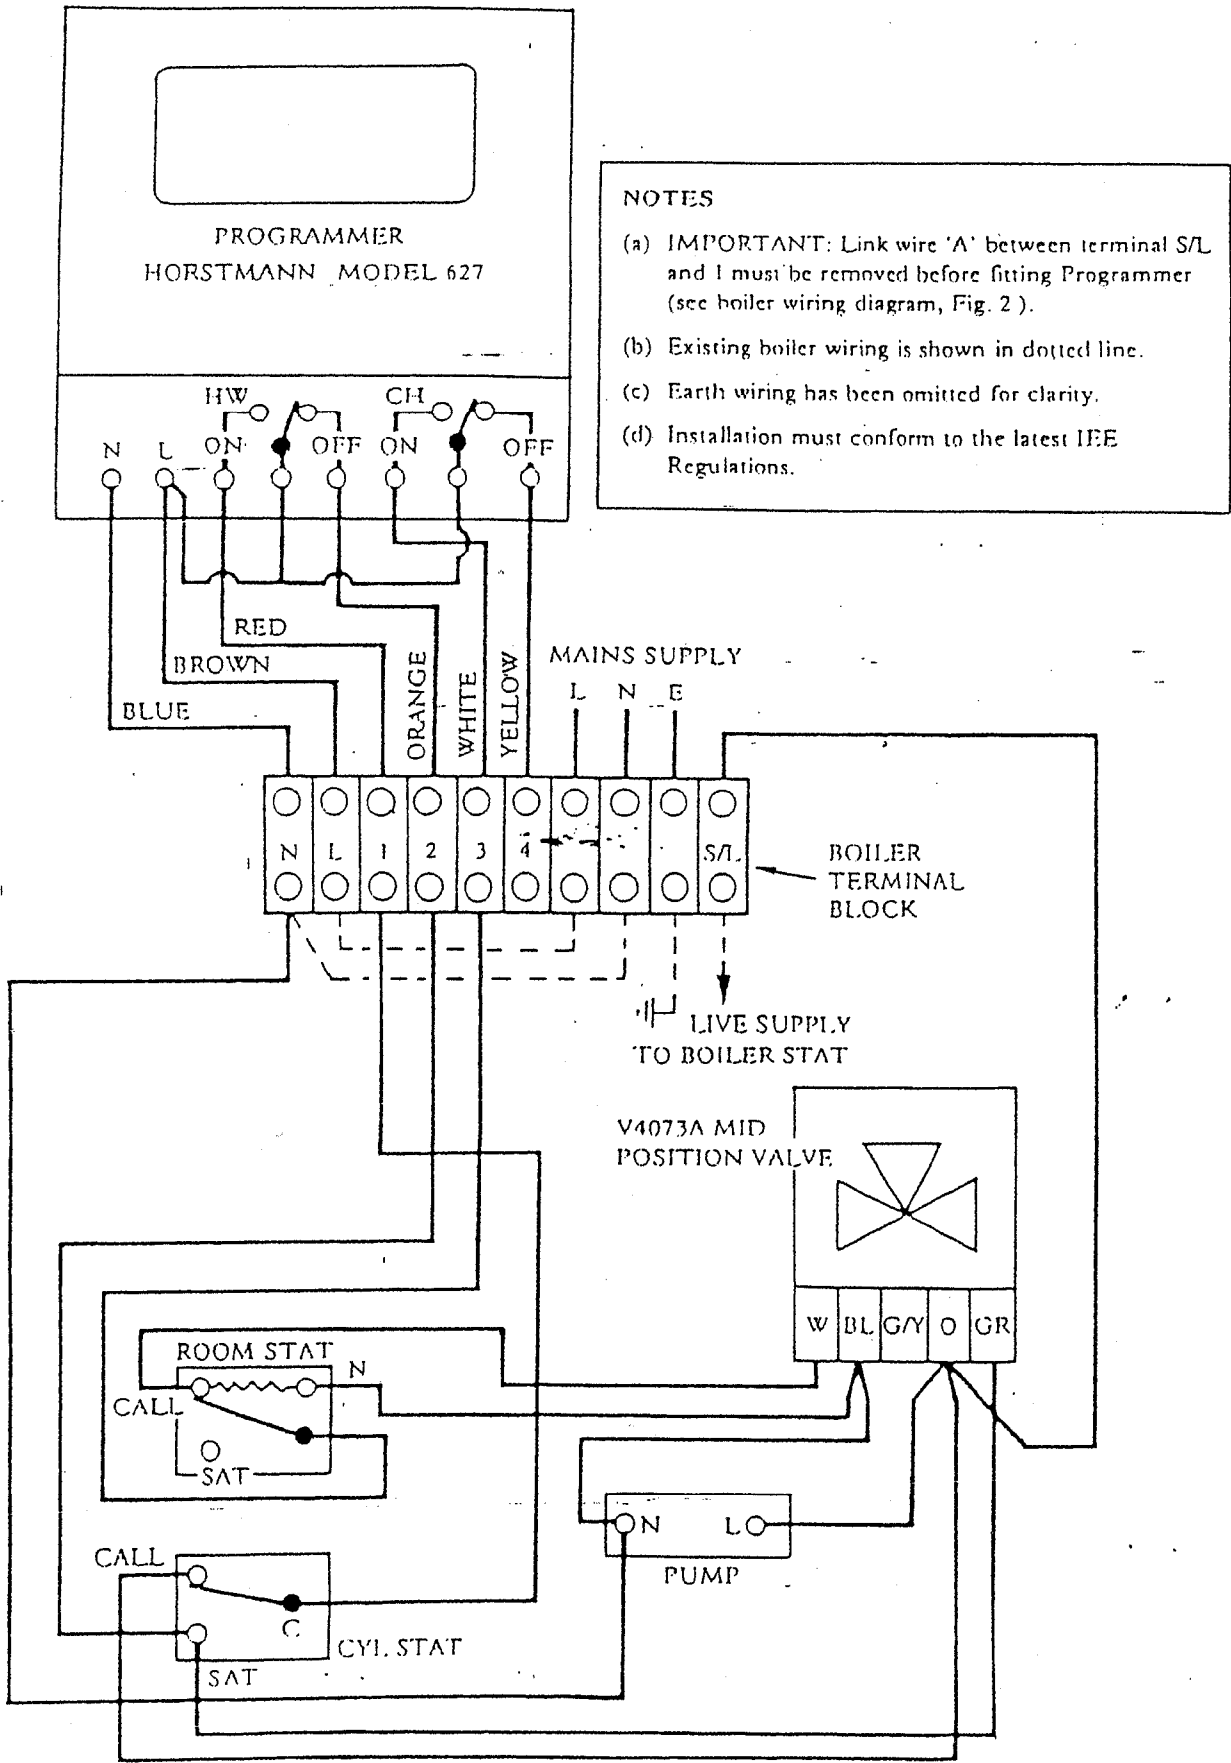 PROGRAMMER
HORSTMANN MODEL 627
NOTES
(a) IMPORTANT: Link wire 'A' between terminal S/L
and 1 must be removed before fitting Programmer
(see boiler wiring diagram, Fig. 2 ).
(b) Existing boiler wiring is shown in dotted line.
(c) Earth wiring has been omitted for clarity.
(d) Installation must conform to the latest IEE
Regulations.
HW
CH
N L ON OFF ON OFF
RED
BROWN
BLUE
ORANGE
WHITE
YELLOW
MAINS SUPPLY
L N E
N L 1 2 3 4 S/L
BOILER
TERMINAL
BLOCK
LIVE SUPPLY
TO BOILER STAT
V4073A MID
POSITION VALVE
W BL G/Y O GR
ROOM STAT
N
CALL
SAT
N L
PUMP
CALL
C
CYL. STAT
SAT